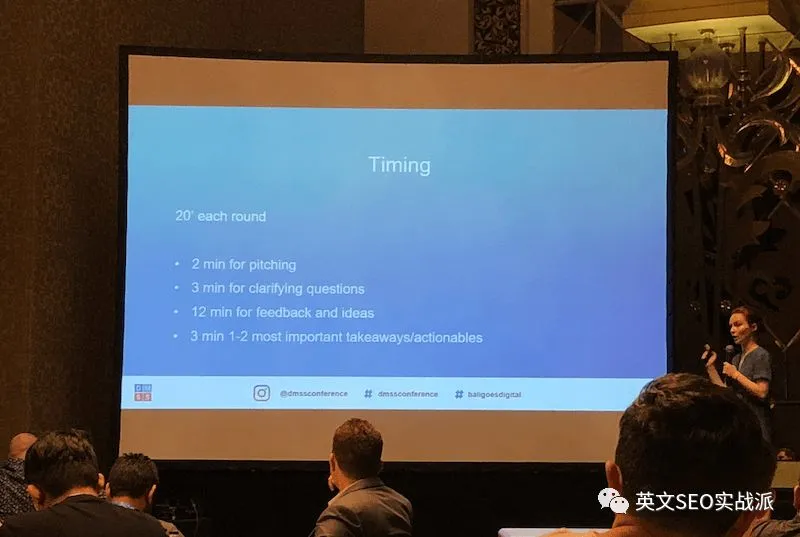 Timing
20' each round
• 2 min for pitching
• 3 min for clarifying questions
• 12 min for feedback and ideas
• 3 min 1-2 most important takeaways/actionables
DM
SS
@dmssconference # dmssconference # baligoesdigital
英文SEO实战派